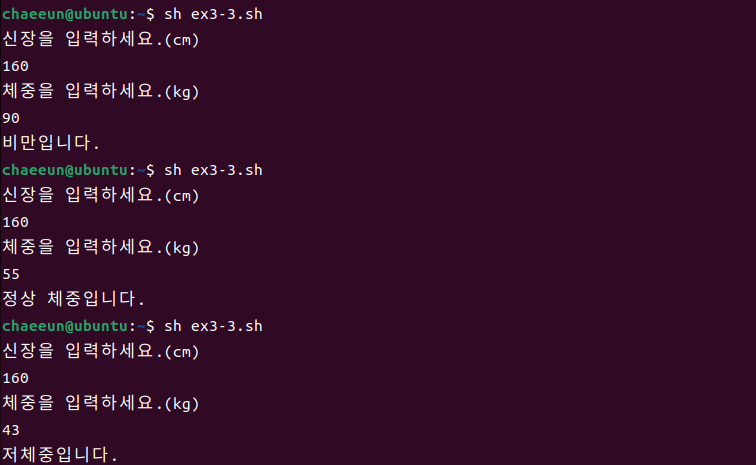 chaeeun@ubuntu:~$ sh ex3-3.sh
신장을 입력하세요.(cm)
160
체중을 입력하세요.(kg)
90
비만입니다.
chaeeun@ubuntu:~$ sh ex3-3.sh
신장을 입력하세요.(cm)
160
체중을 입력하세요.(kg)
55
정상 체중입니다.
chaeeun@ubuntu:~$ sh ex3-3.sh
신장을 입력하세요.(cm)
160
체중을 입력하세요.(kg)
43
저체중입니다.